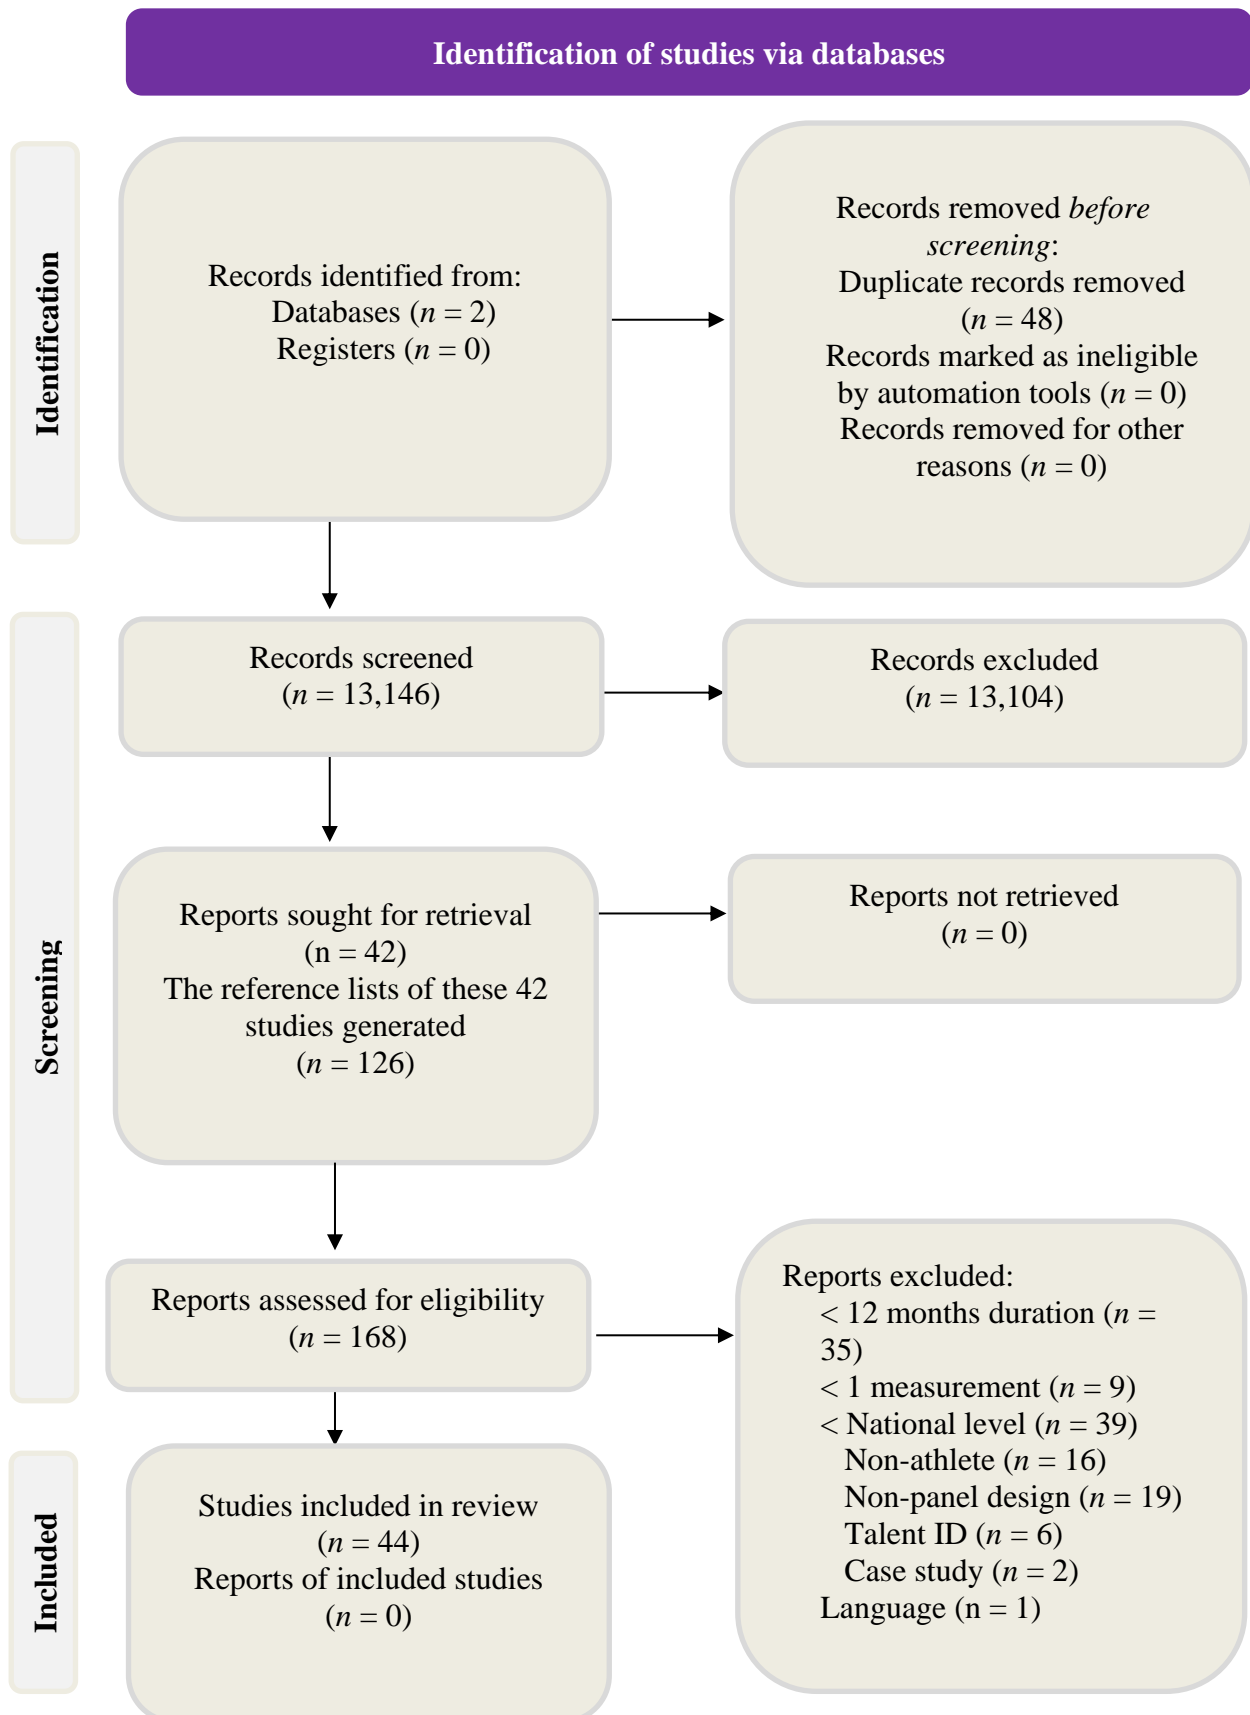 Identification of studies via databases
Identification
Records identified from:
Databases (n = 2)
Registers (n = 0)
Records removed before
screening:
Duplicate records removed
(n = 48)
Records marked as ineligible
by automation tools (n = 0)
Records removed for other
reasons (n = 0)
Screening
Records screened
(n = 13,146)
Records excluded
(n = 13,104)
Reports sought for retrieval
(n = 42)
The reference lists of these 42
studies generated
(n = 126)
Reports not retrieved
(n = 0)
Reports assessed for eligibility
(n = 168)
Reports excluded:
< 12 months duration (n =
35)
< 1 measurement (n = 9)
< National level (n = 39)
Non-athlete (n = 16)
Non-panel design (n = 19)
Talent ID (n = 6)
Case study (n = 2)
Language (n = 1)
Included
Studies included in review
(n = 44)
Reports of included studies
(n = 0)